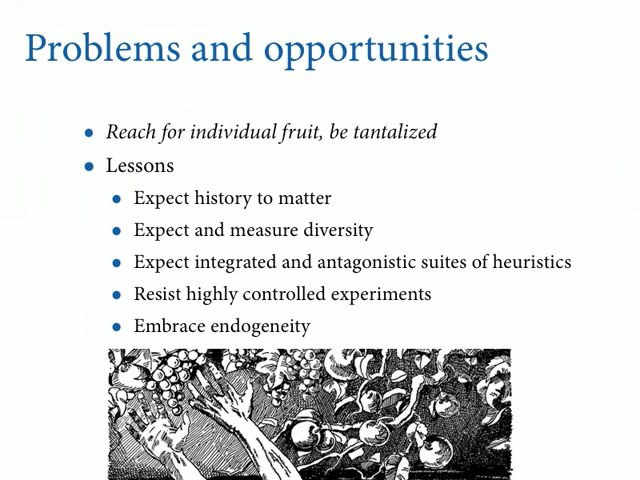 Problems and opportunities
Reach for individual fruit, be tantalized
Lessons
Expect history to matter
Expect and measure diversity
Expect integrated and antagonistic suites of heuristics
Resist highly controlled experiments
Embrace endogeneity